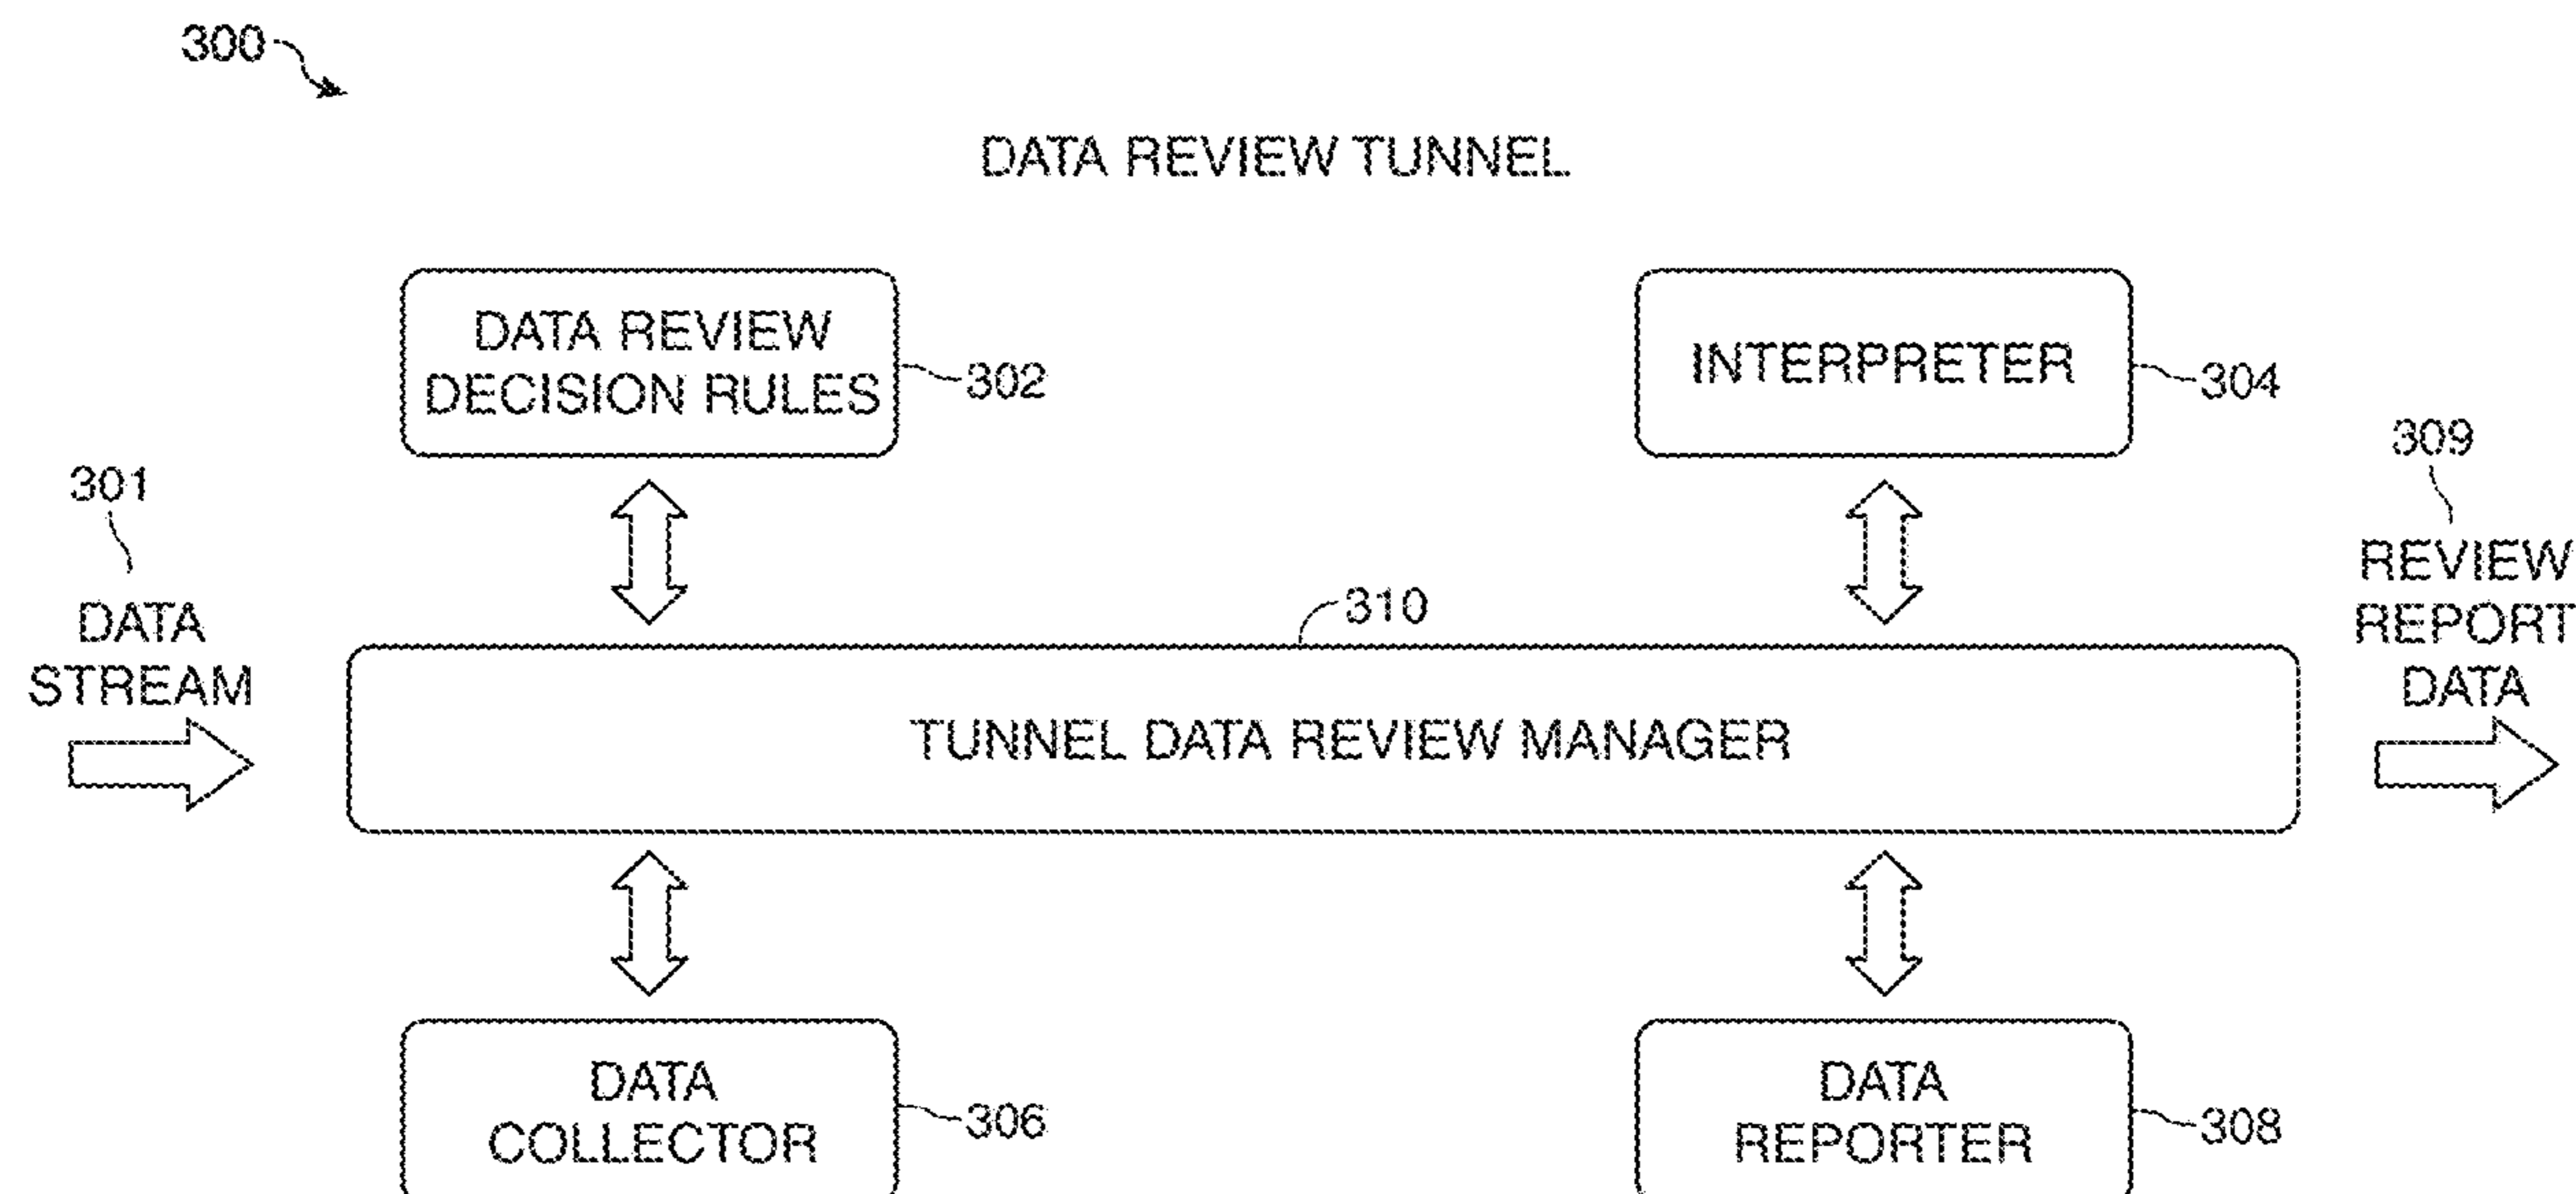 300
DATA REVIEW TUNNEL
DATA REVIEW
DECISION RULES
302
INTERPRETER
304
301
DATA
STREAM
309
REVIEW
REPORT
DATA
310
TUNNEL DATA REVIEW MANAGER
DATA
COLLECTOR
306
DATA
REPORTER
308